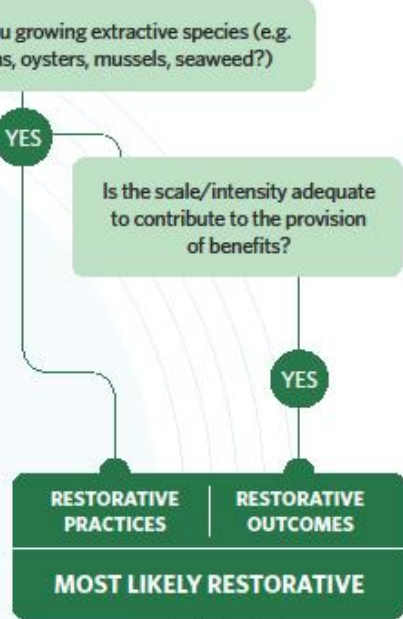 u growing extractive species (e.g.
s, oysters, mussels, seaweed?)
YES
Is the scale/intensity adequate
to contribute to the provision
of benefits?
YES
RESTORATIVE
PRACTICES
RESTORATIVE
OUTCOMES
MOST LIKELY RESTORATIVE